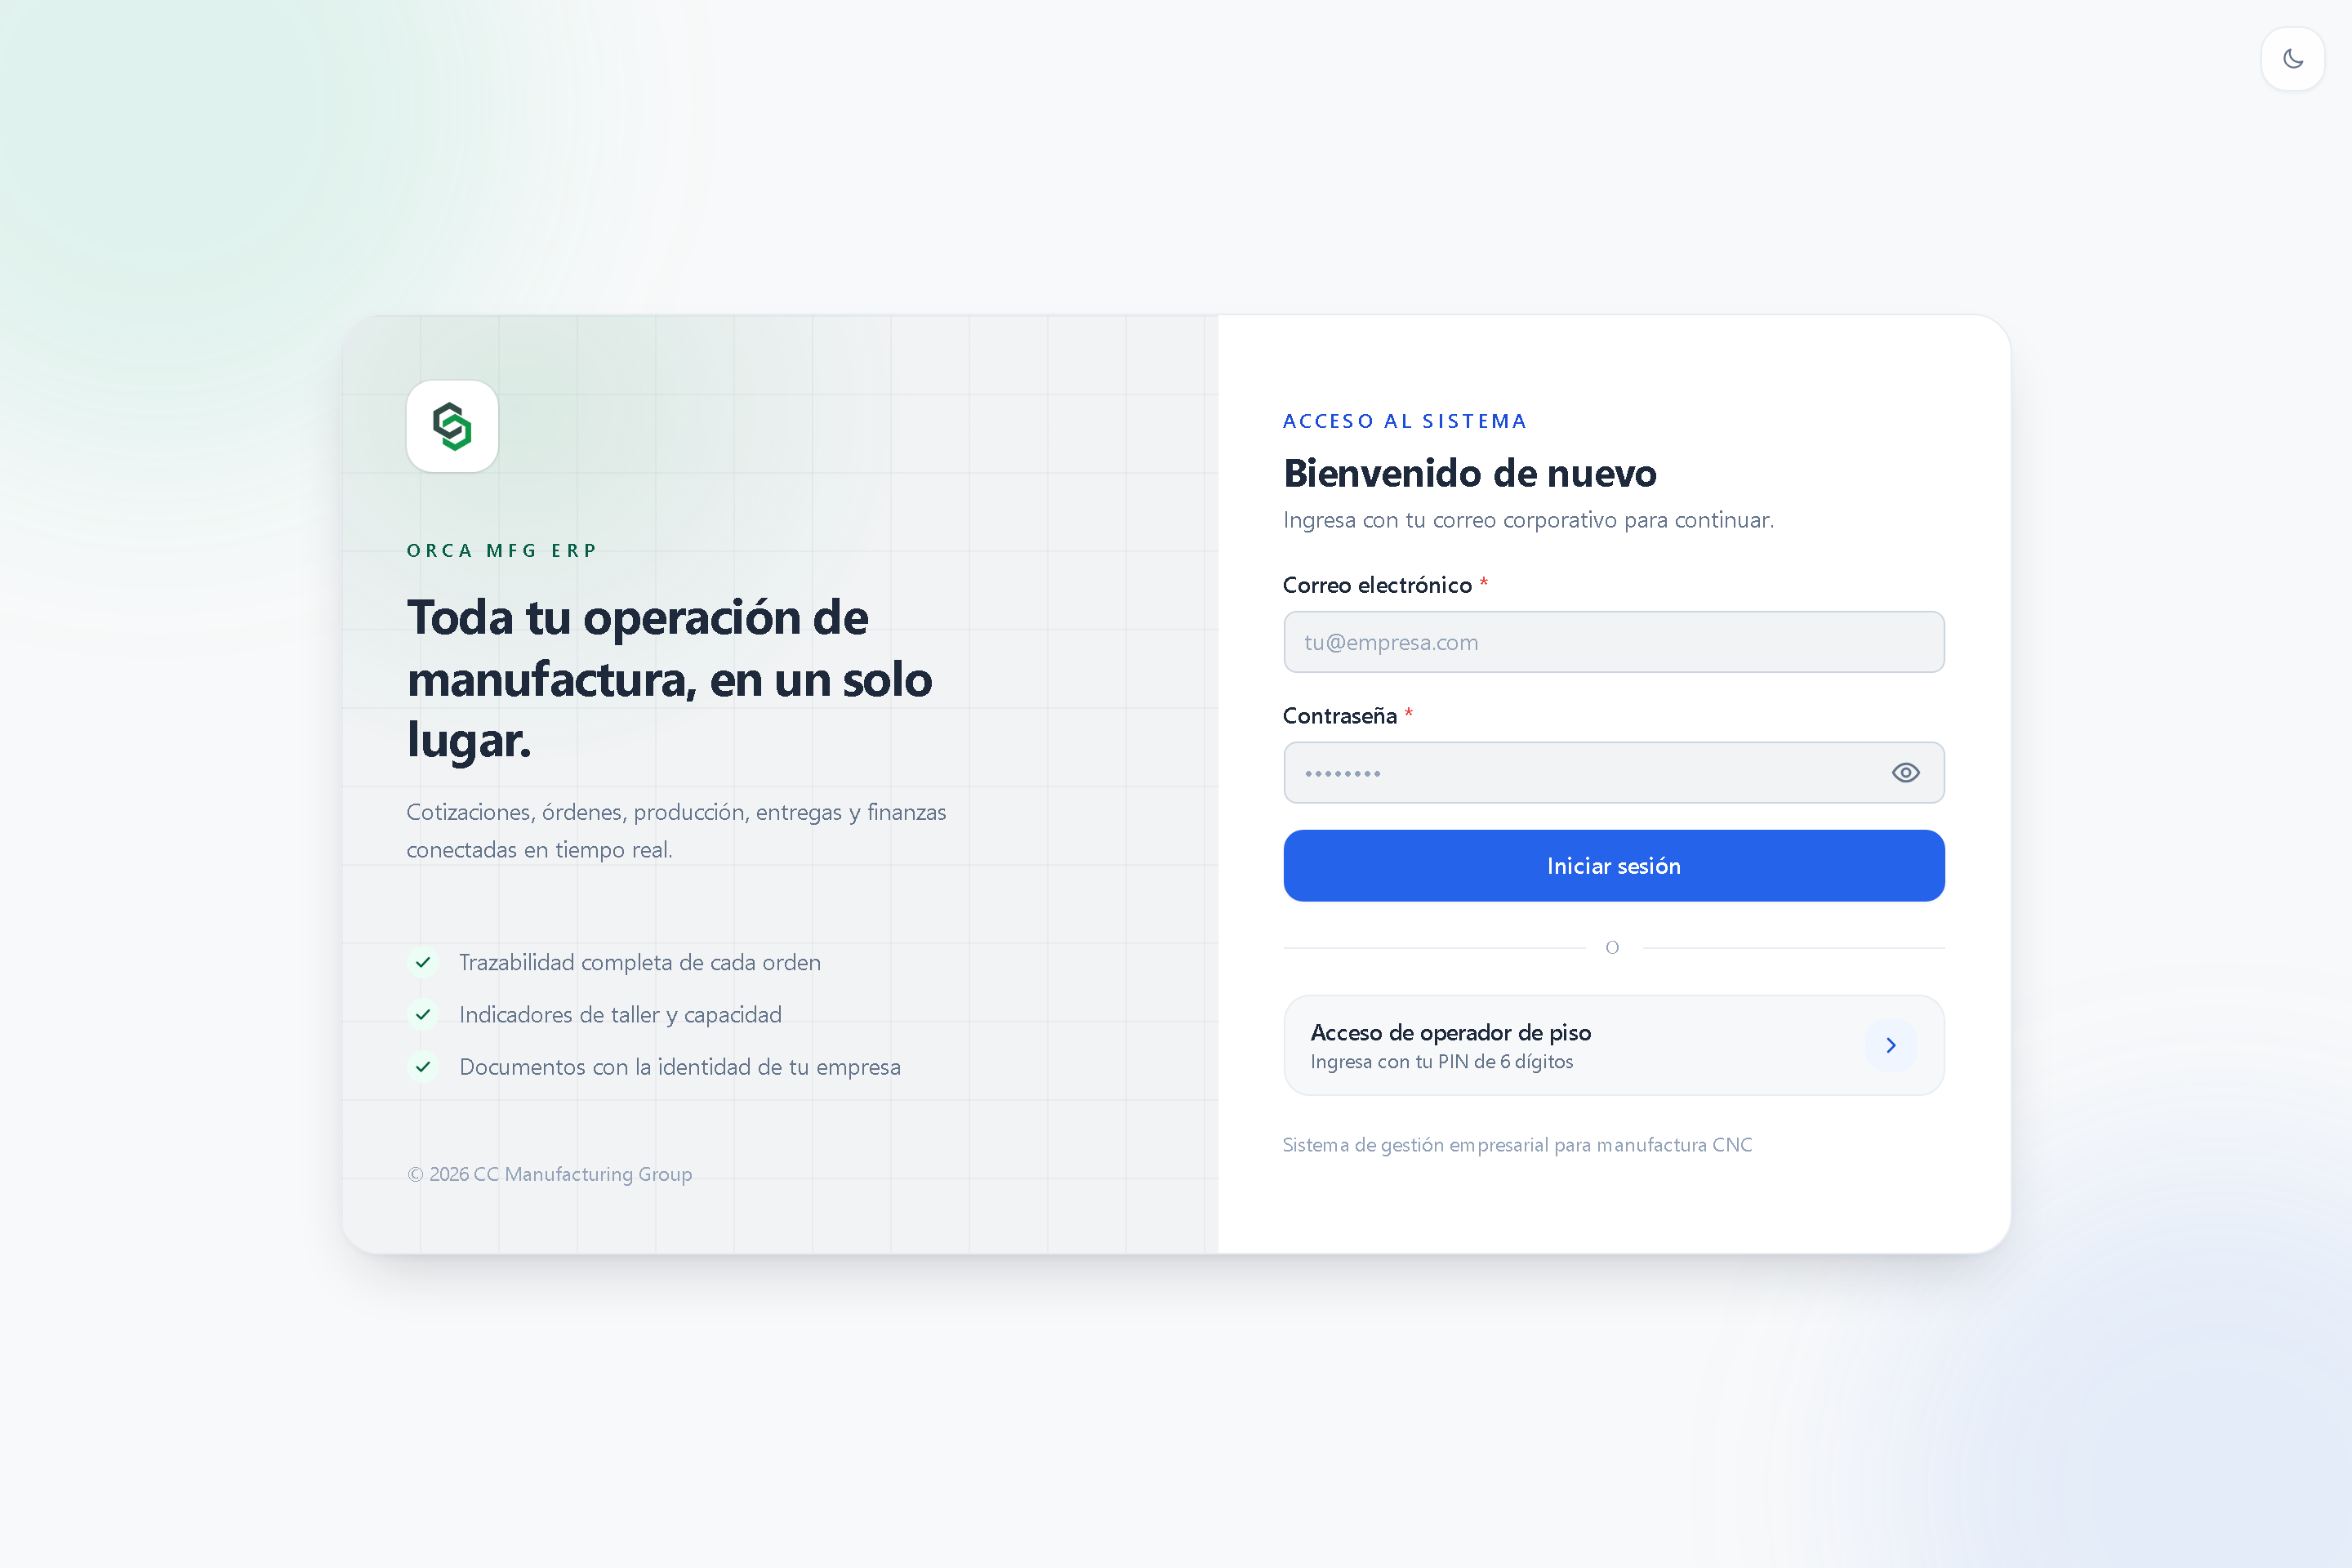 ORCA MFG ERP
Toda tu operación de
manufactura, en un solo
lugar.
Cotizaciones, órdenes, producción, entregas y finanzas
conectadas en tiempo real.
Trazabilidad completa de cada orden
Indicadores de taller y capacidad
Documentos con la identidad de tu empresa
© 2026 CC Manufacturing Group
ACCESO AL SISTEMA
Bienvenido de nuevo
Ingresa con tu correo corporativo para continuar.
Correo electrónico *
tu@empresa.com
Contraseña *
••••••••
Iniciar sesión
O
Acceso de operador de piso
Ingresa con tu PIN de 6 dígitos
Sistema de gestión empresarial para manufactura CNC